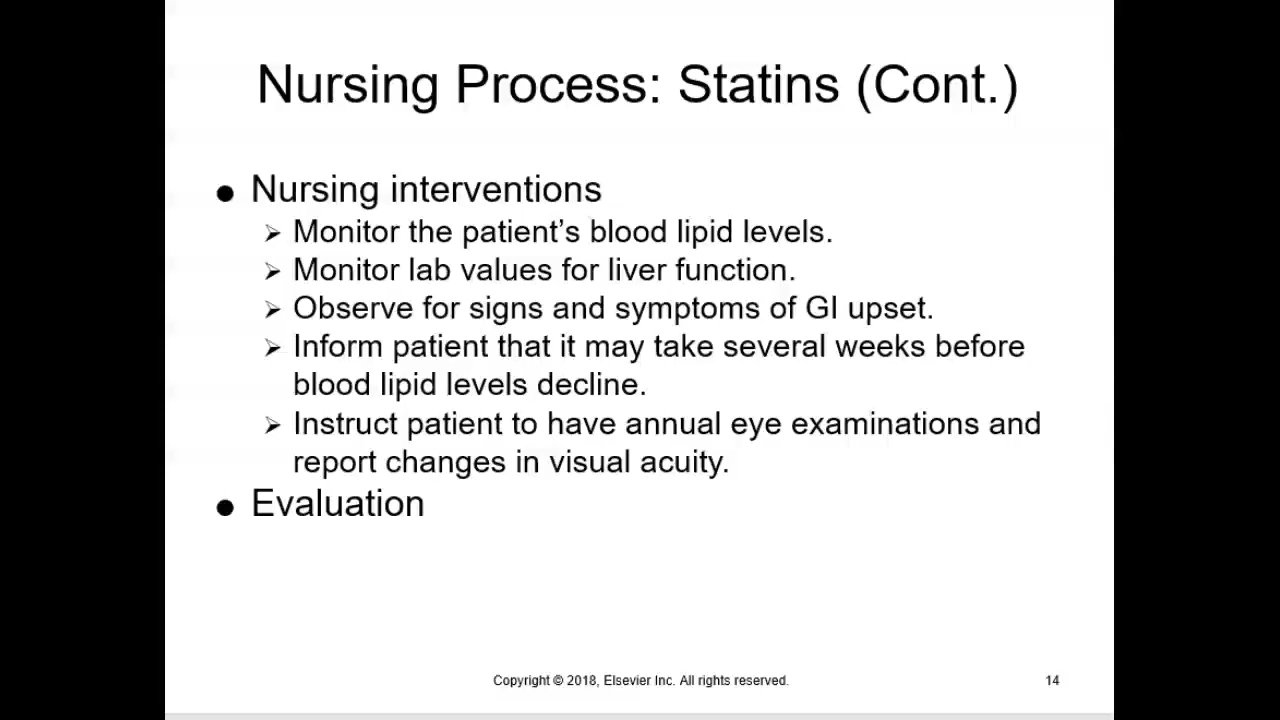 Nursing Process: Statins (Cont.)
● Nursing interventions
➢ Monitor the patient’s blood lipid levels.
➢ Monitor lab values for liver function.
➢ Observe for signs and symptoms of GI upset.
➢ Inform patient that it may take several weeks before
blood lipid levels decline.
➢ Instruct patient to have annual eye examinations and
report changes in visual acuity.
● Evaluation
Copyright © 2018, Elsevier Inc. All rights reserved. 14